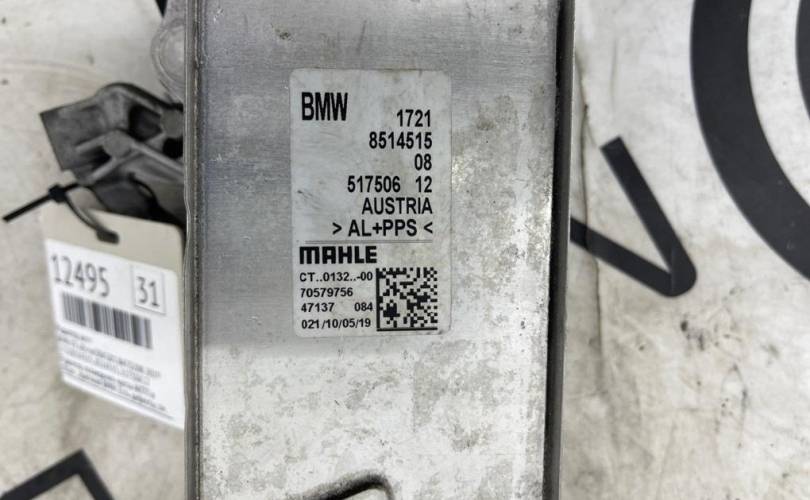 BMW
1721
8514515
08
517506 12
AUSTRIA
> AL+PPS <
MAHLE
CT..0132..-00
70579756
47137 084
021/10/05/19
12495 31